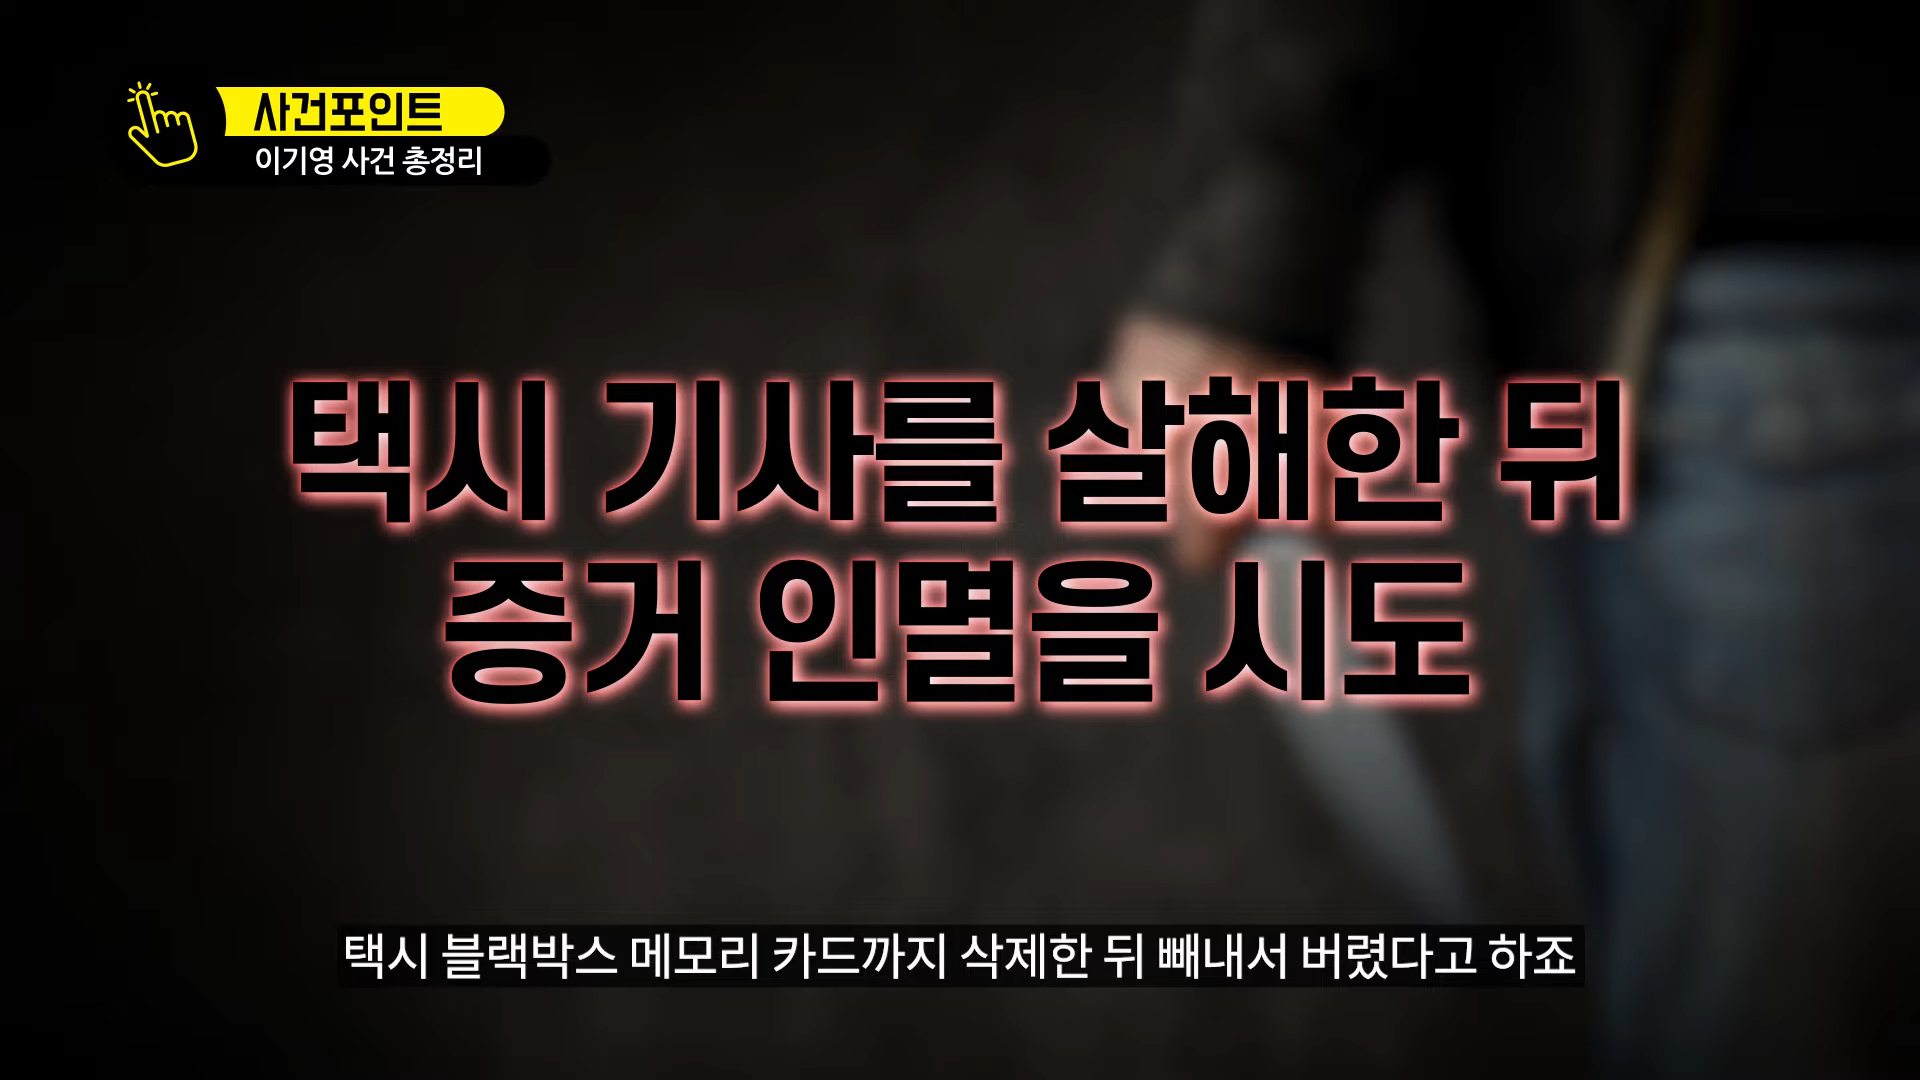 사건포인트
이기영 사건 총정리
택시 기사를 살해한 뒤
증거 인멸을 시도
택시 블랙박스 메모리 카드까지 삭제한 뒤 빼내서 버렸다고 하죠